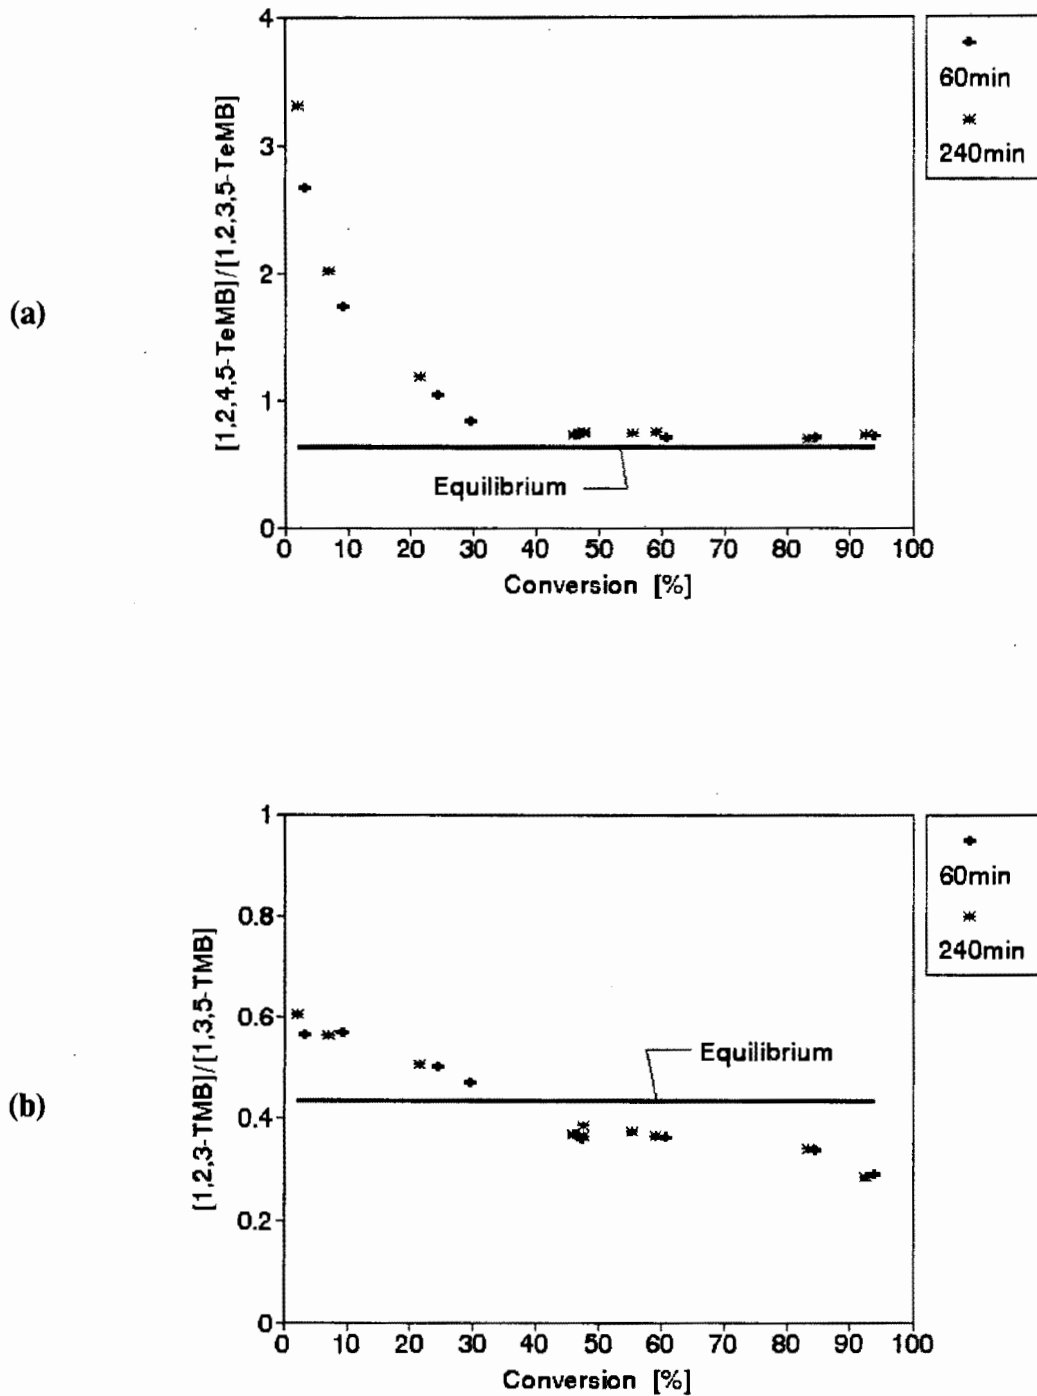 (a)
[1,2,4,5-TeMB]/[1,2,3,5-TeMB]
4
3
2
1
0
0 10 20 30 40 50 60 70 80 90 100
Conversion [%]
Equilibrium
60min
240min
(b)
[1,2,3-TMB]/[1,3,5-TMB]
1
0.8
0.6
0.4
0.2
0
0 10 20 30 40 50 60 70 80 90 100
Conversion [%]
Equilibrium
60min
240min